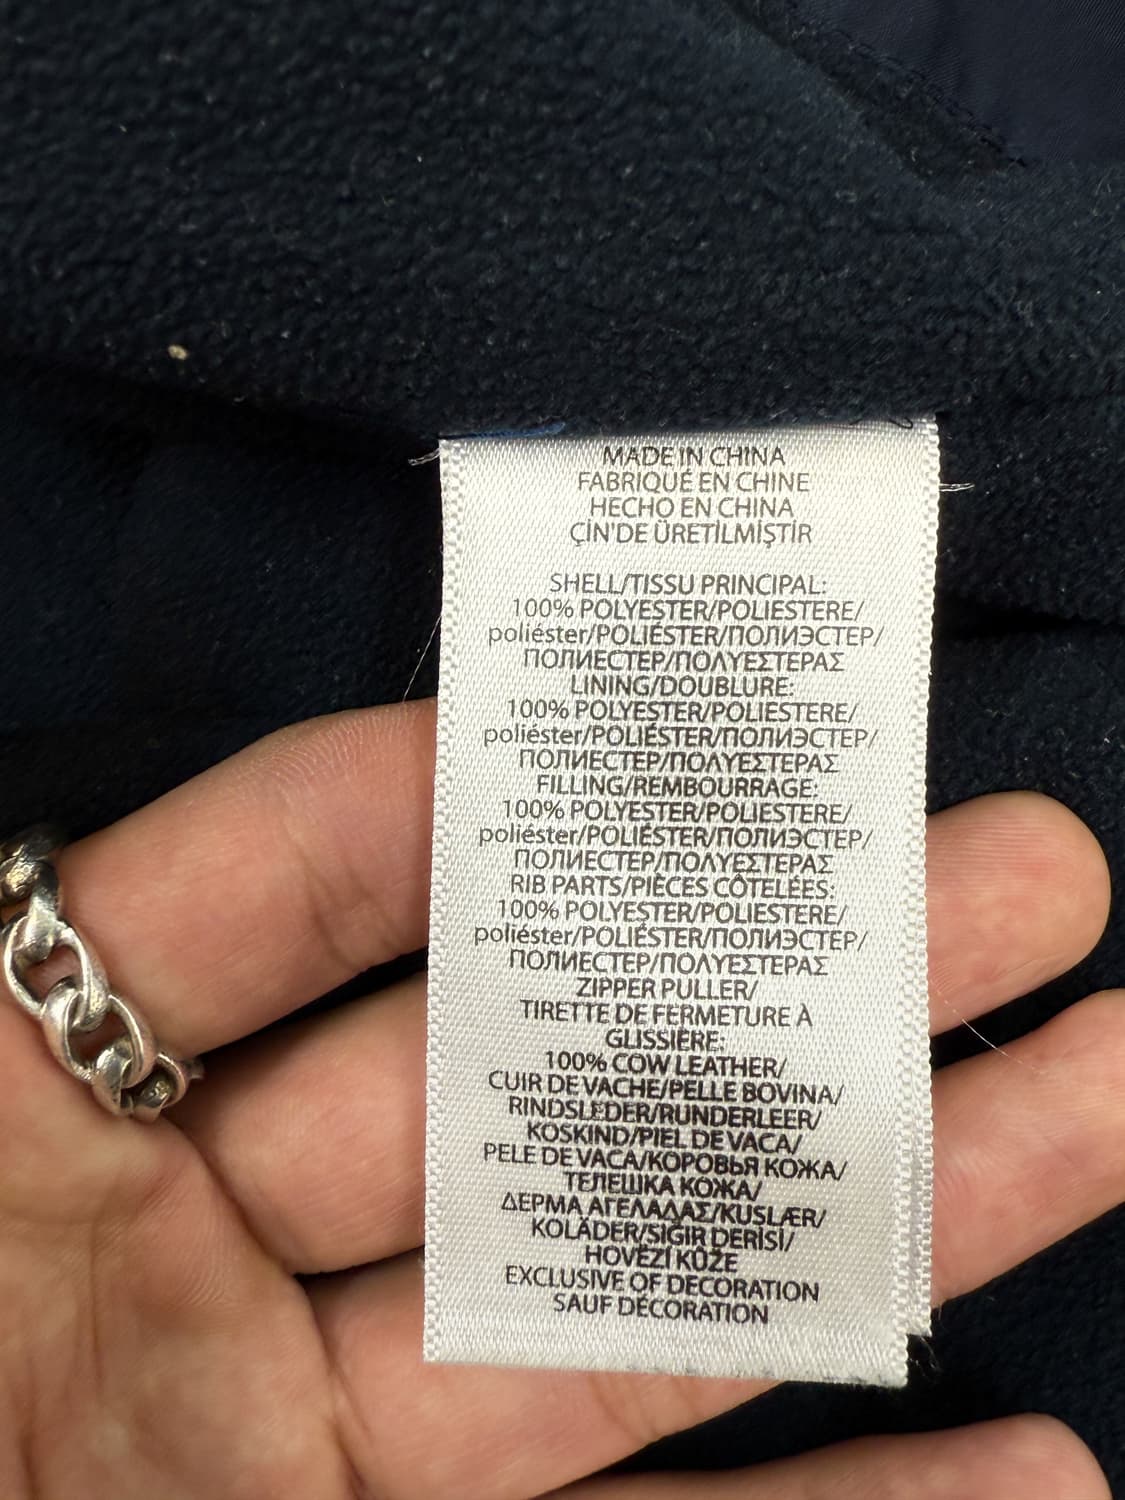 MADE IN CHINA
FABRIQUÉ EN CHINE
HECHO EN CHINA
ÇİN'DE ÜRETİLMİŞTİR
SHELL/TISSU PRINCIPAL:
100% POLYESTER/POLIESTERE/
poliéster/POLIÉSTER/ПОЛИЭСТЕР/
ПОЛИЕСТЕР/ΠΟΛΥΕΣΤΕΡΑΣ
LINING/DOUBLURE:
100% POLYESTER/POLIESTERE/
poliéster/POLIÉSTER/ПОЛИЭСТЕР/
ПОЛИЕСТЕР/ΠΟΛΥΕΣΤΕΡΑΣ
FILLING/REMBOURRAGE:
100% POLYESTER/POLIESTERE/
poliéster/POLIÉSTER/ПОЛИЭСТЕР/
ПОЛИЕСТЕР/ΠΟΛΥΕΣΤΕΡΑΣ
RIB PARTS/PIÈCES CÔTELÉES:
100% POLYESTER/POLIESTERE/
poliéster/POLIÉSTER/ПОЛИЭСТЕР/
ПОЛИЕСТЕР/ΠΟΛΥΕΣΤΕΡΑΣ
ZIPPER PULLER/
TIRETTE DE FERMETURE À
GLISSIÈRE:
100% COW LEATHER/
CUIR DE VACHE/PELLE BOVINA/
RINDSLEDER/RUNDERLEER/
KOSKIND/PIEL DE VACA/
PELE DE VACA/КОРОВЬЯ КОЖА/
ТЕЛЕШКА КОЖА/
ΔΕΡΜΑ ΑΓΕΛΑΔΑΣ/KUSLÆR/
KOLÄDER/SIĞIR DERİSİ/
HOVĚZÍ KŮŽE
EXCLUSIVE OF DECORATION
SAUF DÉCORATION